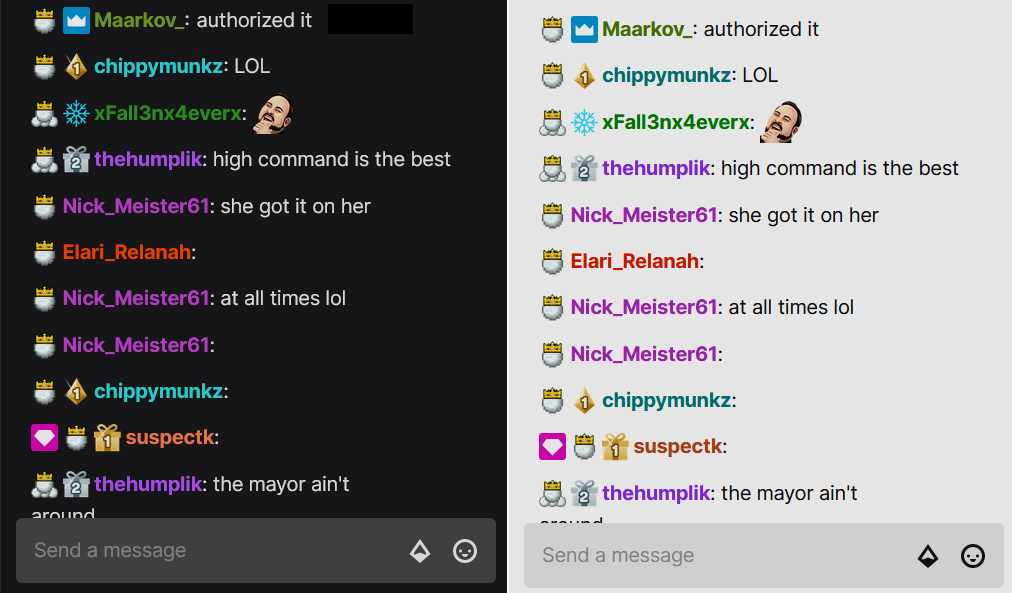 Maarkov_: authorized it
1 chippymunkz: LOL
xFall3nx4everx:
2 thehumplik: high command is the best
Nick_Meister61: she got it on her
Elari_Relanah:
Nick_Meister61: at all times lol
Nick_Meister61:
1 chippymunkz:
1 suspectk:
2 thehumplik: the mayor ain't
around
Send a message
Maarkov_: authorized it
1 chippymunkz: LOL
xFall3nx4everx:
2 thehumplik: high command is the best
Nick_Meister61: she got it on her
Elari_Relanah:
Nick_Meister61: at all times lol
Nick_Meister61:
1 chippymunkz:
1 suspectk:
2 thehumplik: the mayor ain't
around
Send a message